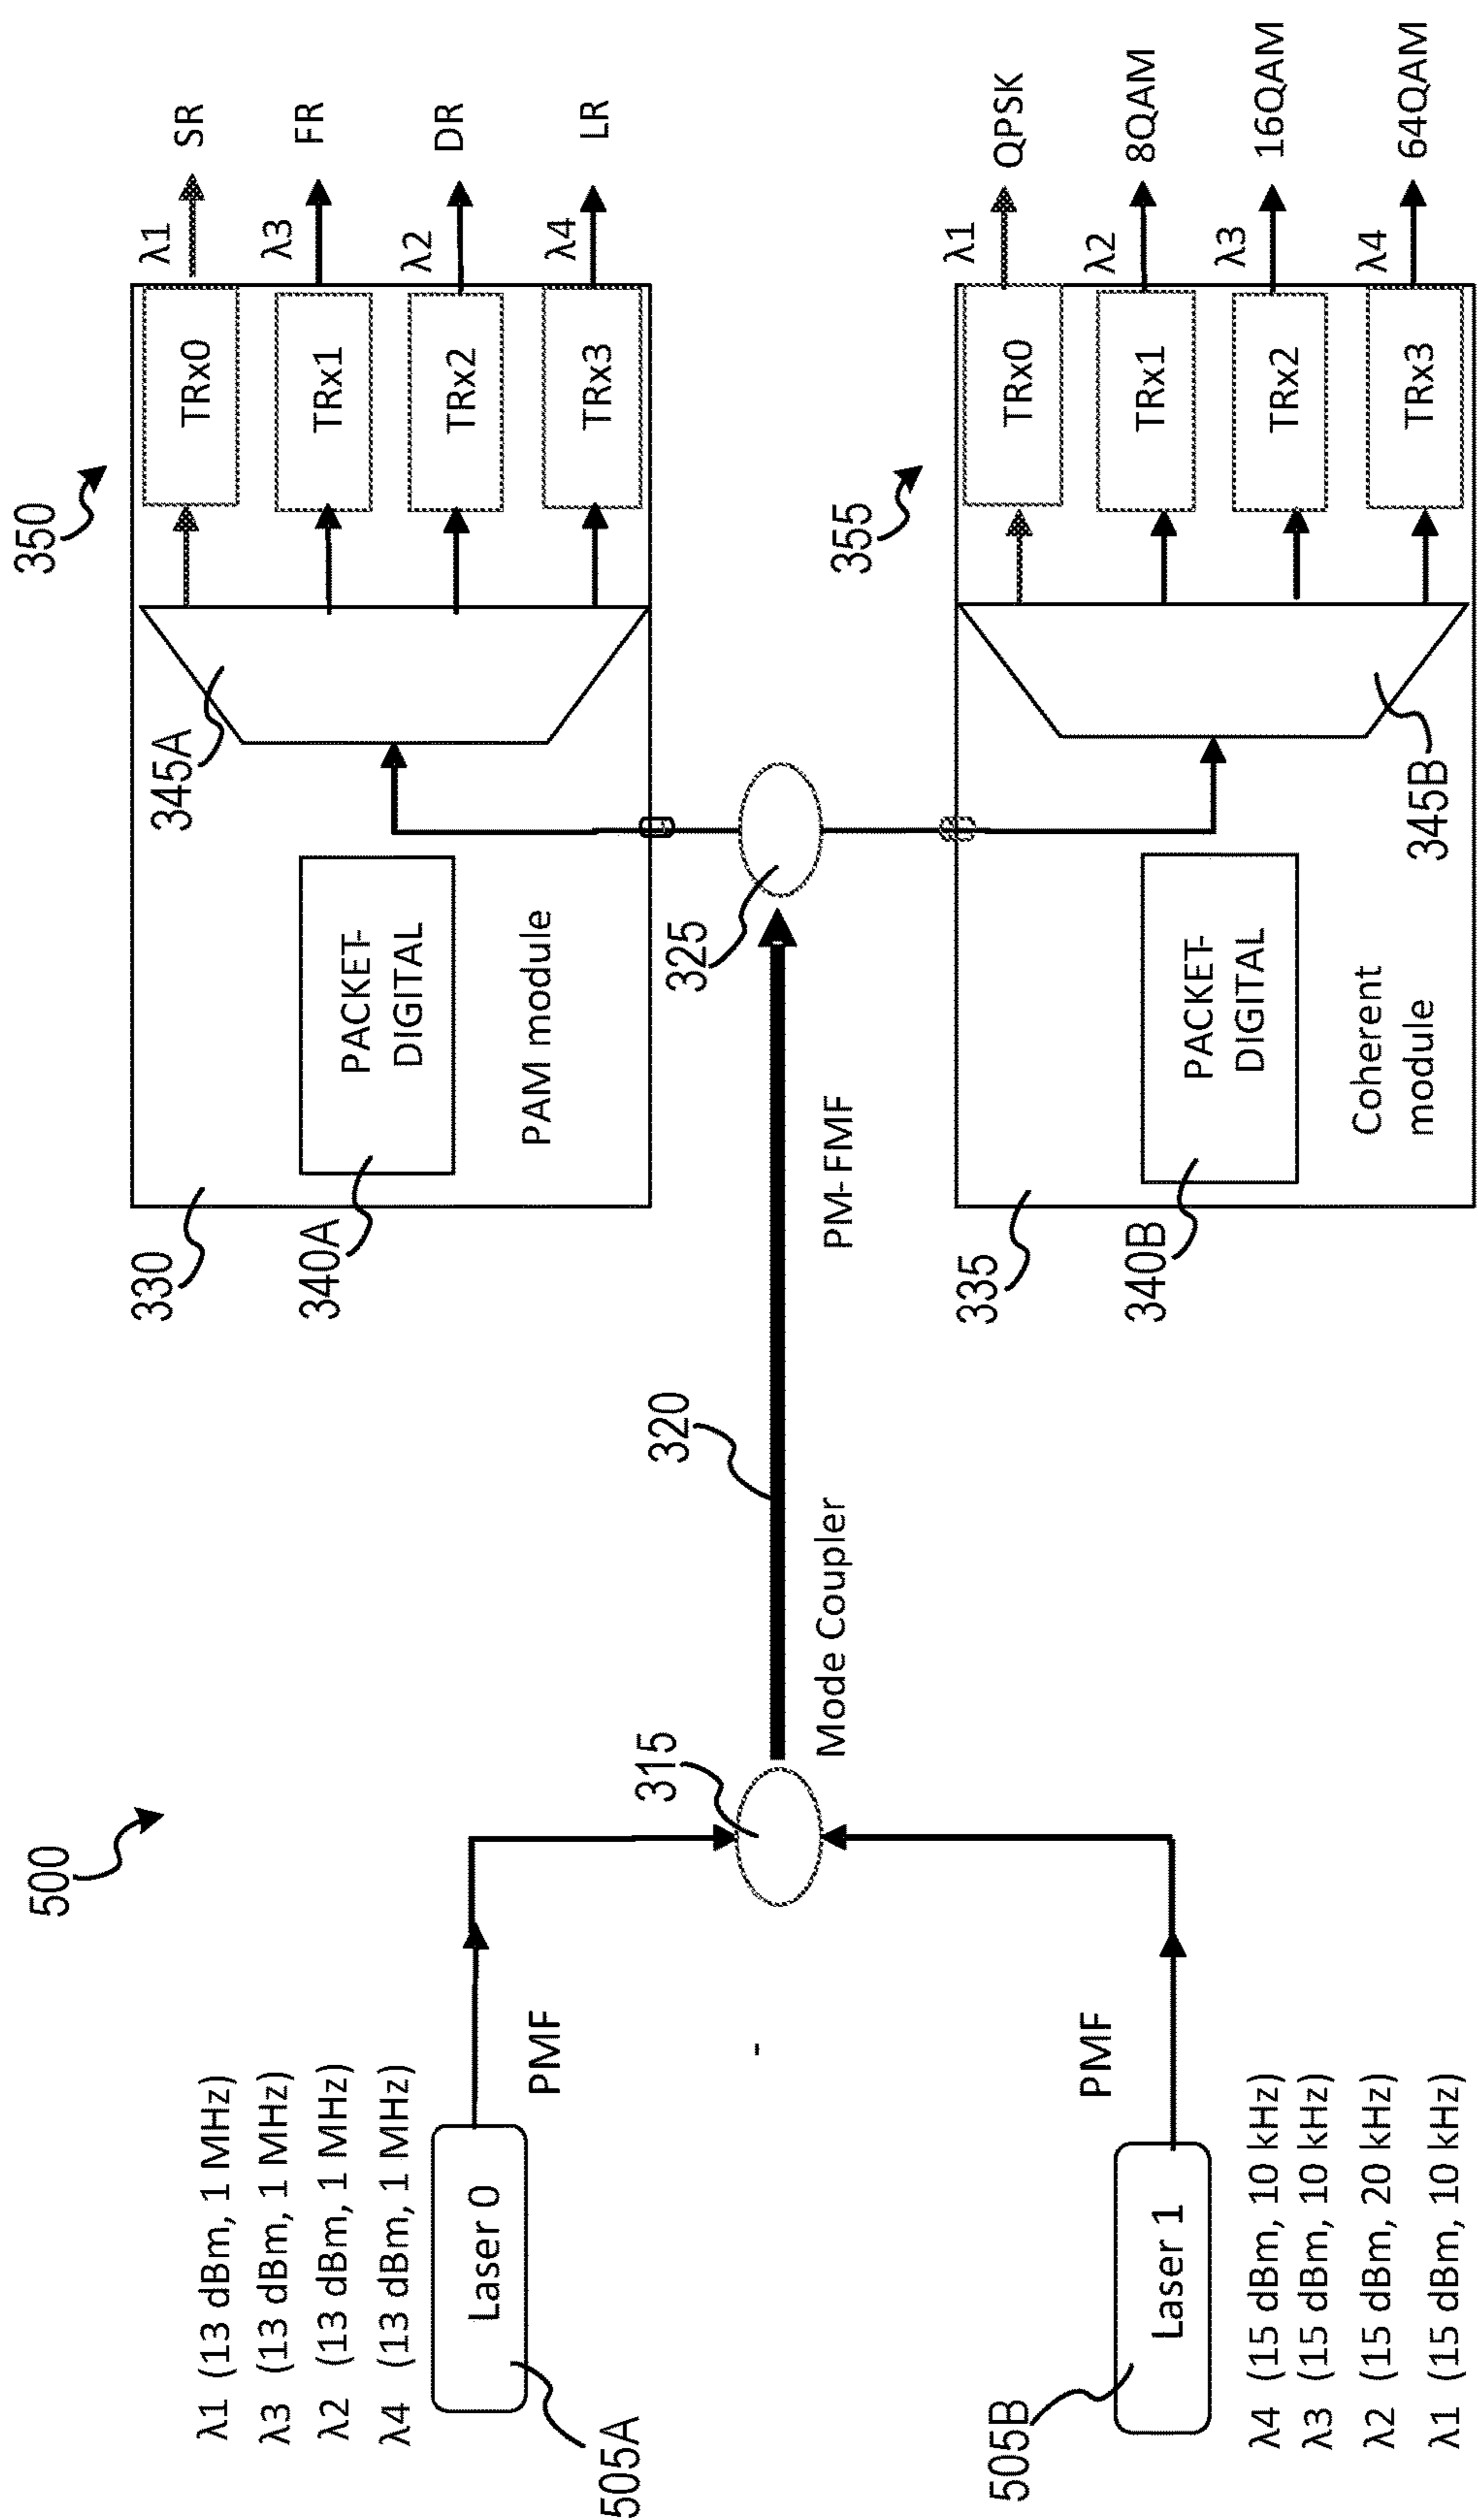 500
λ1 (13 dBm, 1 MHz)
λ3 (13 dBm, 1 MHz)
λ2 (13 dBm, 1 MHz)
λ4 (13 dBm, 1 MHz)
Laser 0
505A
PMF
315
Mode Coupler
320
PM- FMF
325
PMF
Laser 1
505B
λ4 (15 dBm, 10 kHz)
λ3 (15 dBm, 10 kHz)
λ2 (15 dBm, 20 kHz)
λ1 (15 dBm, 10 kHz)
330
340A
PACKET-
DIGITAL
PAM module
345A
350
TRx0
TRx1
TRx2
TRx3
λ1
SR
λ3
FR
λ2
DR
λ4
LR
335
340B
PACKET-
DIGITAL
Coherent
module
345B
355
TRx0
TRx1
TRx2
TRx3
λ1
QPSK
λ2
8QAM
λ3
16QAM
λ4
64QAM